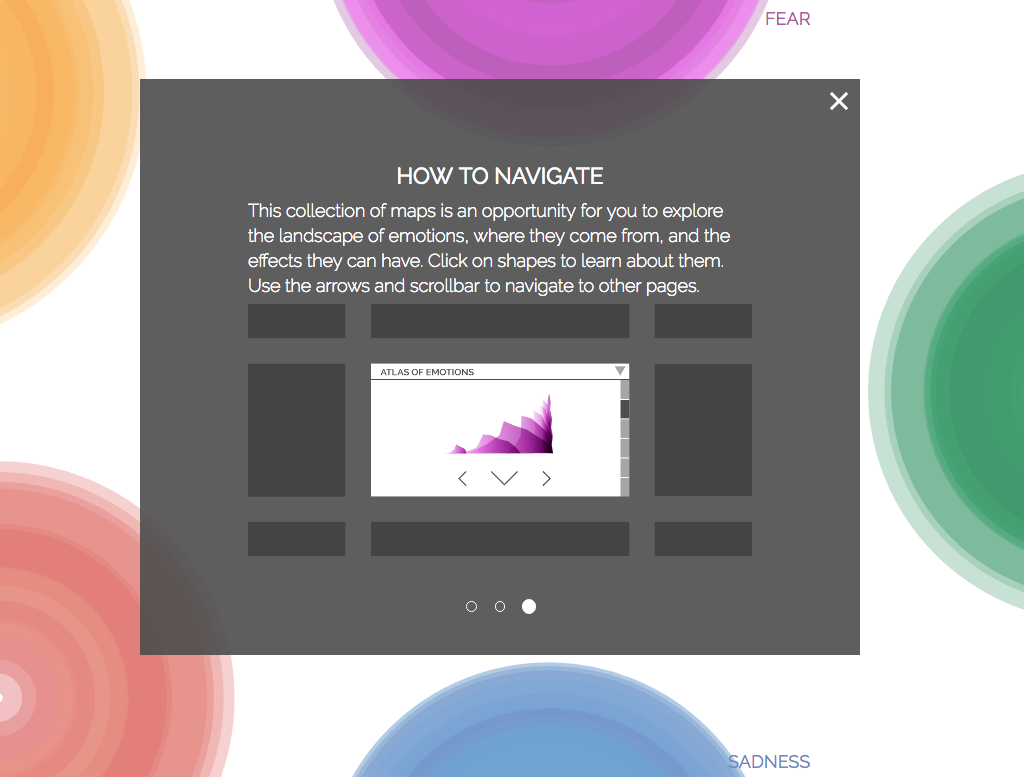 FEAR
HOW TO NAVIGATE
This collection of maps is an opportunity for you to explore
the landscape of emotions, where they come from, and the
effects they can have. Click on shapes to learn about them.
Use the arrows and scrollbar to navigate to other pages.
ATLAS OF EMOTIONS
SADNESS